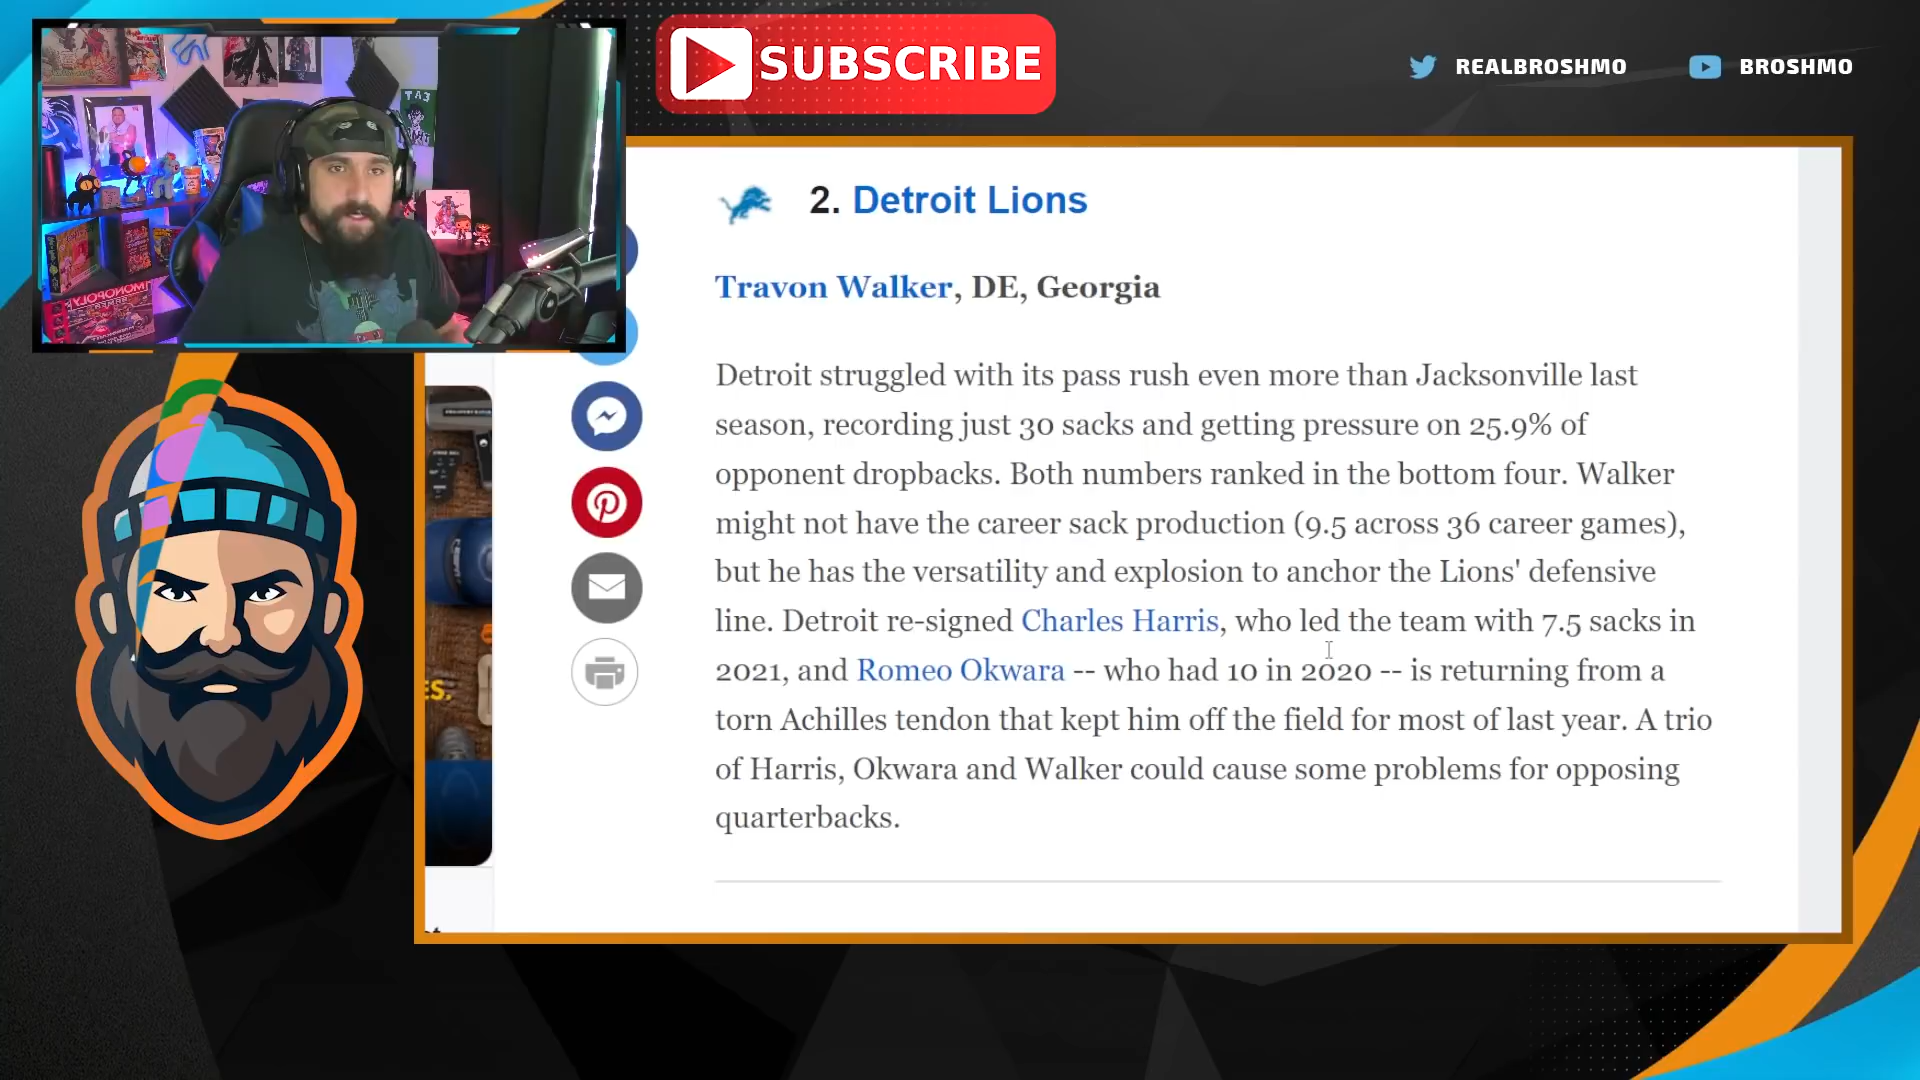 SUBSCRIBE
REALBROSHMO
BROSHMO
TA3
MONOPOLY
2. Detroit Lions
Travon Walker, DE, Georgia
Detroit struggled with its pass rush even more than Jacksonville last
season, recording just 30 sacks and getting pressure on 25.9% of
opponent dropbacks. Both numbers ranked in the bottom four. Walker
might not have the career sack production (9.5 across 36 career games),
but he has the versatility and explosion to anchor the Lions' defensive
line. Detroit re-signed Charles Harris, who led the team with 7.5 sacks in
2021, and Romeo Okwara -- who had 10 in 2020 -- is returning from a
torn Achilles tendon that kept him off the field for most of last year. A trio
of Harris, Okwara and Walker could cause some problems for opposing
quarterbacks.
ES.